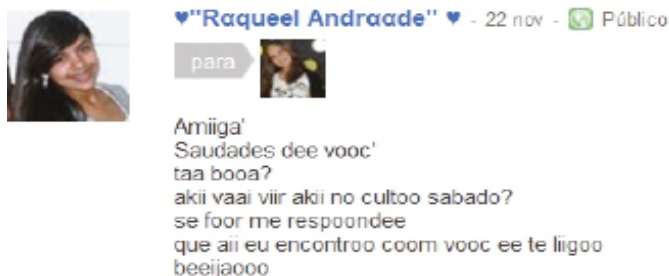 ♥"Raqueel Andraade" ♥ - 22 nov - Público
para
Amiiga'
Saudades dee vooc'
taa booa?
akii vaai viir akii no cultoo sabado?
se foor me respoondee
que aii eu encontroo coom vooc ee te liigoo
beeijaooo